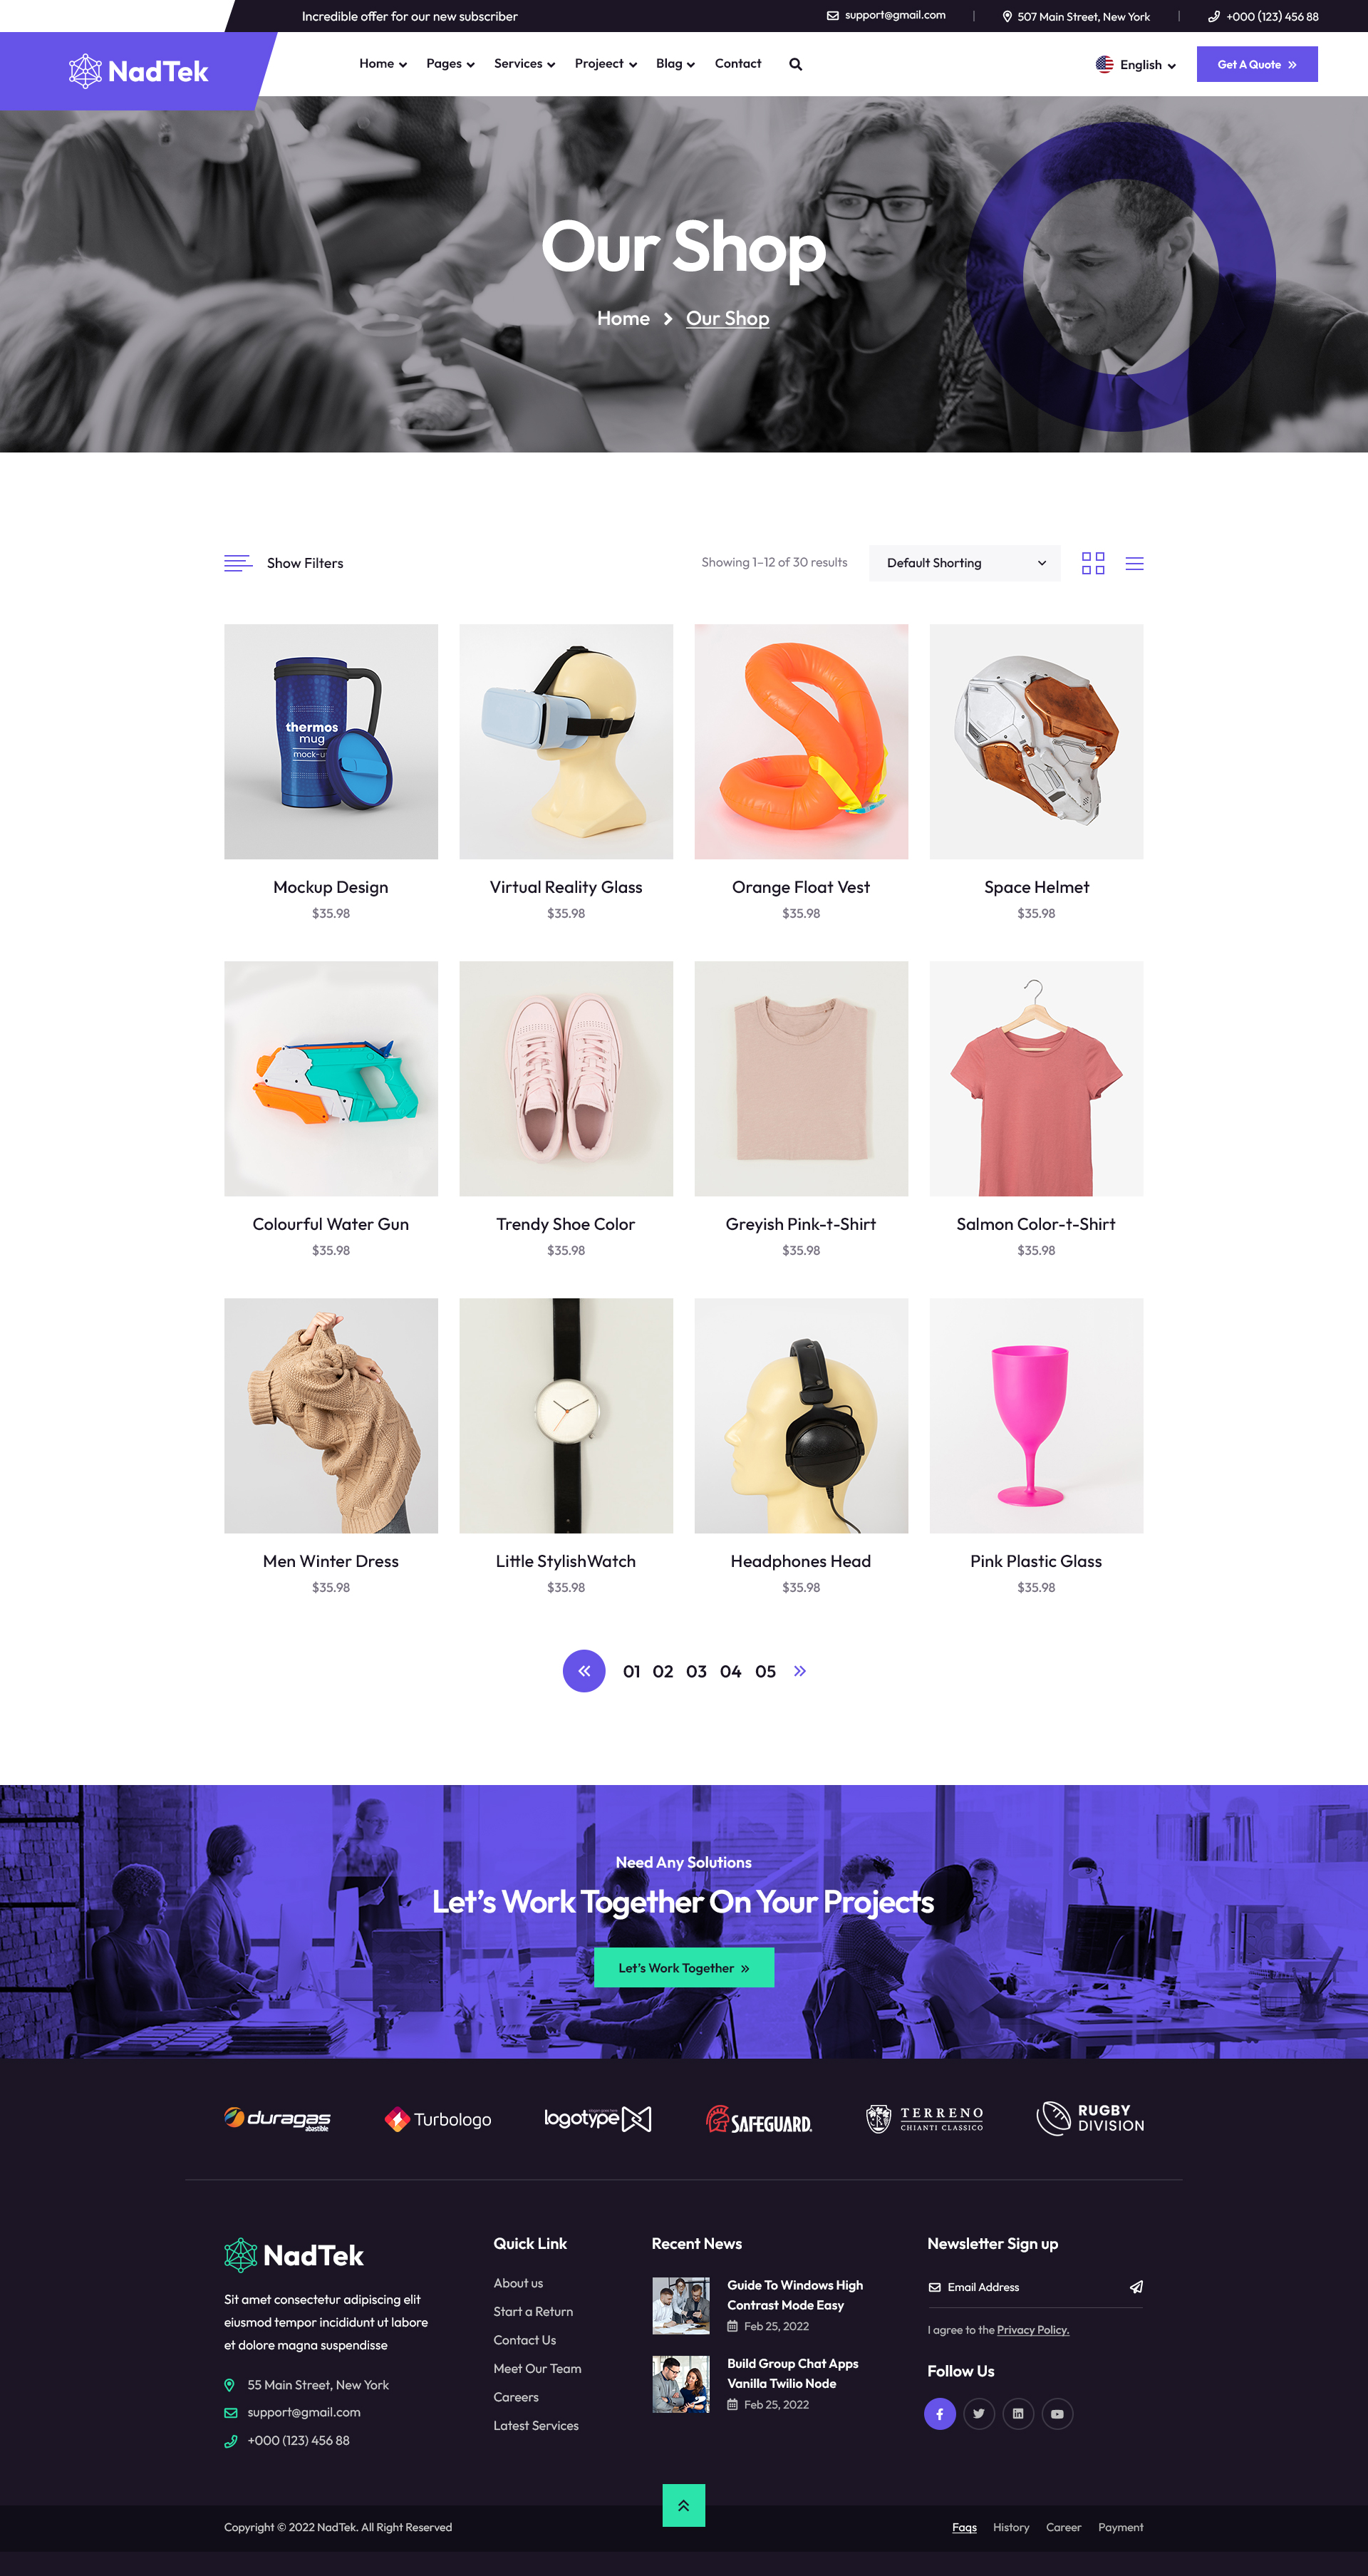 Incredible offer for our new subscriber
support@gmail.com
507 Main Street, New York
+000 (123) 456 88
NadTek
Home Pages Services Projeect Blag Contact
English
Get A Quote
Our Shop
Home Our Shop
Show Filters
Showing 1–12 of 30 results
Default Shorting
thermos
mug
mock-u
Mockup Design
$35.98
Virtual Reality Glass
$35.98
Orange Float Vest
$35.98
Space Helmet
$35.98
Colourful Water Gun
$35.98
Trendy Shoe Color
$35.98
Greyish Pink-t-Shirt
$35.98
Salmon Color-t-Shirt
$35.98
Men Winter Dress
$35.98
Little StylishWatch
$35.98
Headphones Head
$35.98
Pink Plastic Glass
$35.98
01 02 03 04 05
Need Any Solutions
Let's Work Together On Your Projects
Let's Work Together
duragas
abastible
Turbologo
logotype
SAFEGUARD
TERRENO
CHIANTI CLASSICO
RUGBY
DIVISION
NadTek
Sit amet consectetur adipiscing elit
eiusmod tempor incididunt ut labore
et dolore magna suspendisse
55 Main Street, New York
support@gmail.com
+000 (123) 456 88
Quick Link
About us
Start a Return
Contact Us
Meet Our Team
Careers
Latest Services
Recent News
Guide To Windows High
Contrast Mode Easy
Feb 25, 2022
Build Group Chat Apps
Vanilla Twilio Node
Feb 25, 2022
Newsletter Sign up
Email Address
I agree to the Privacy Policy.
Follow Us
Copyright © 2022 NadTek. All Right Reserved
Faqs History Career Payment